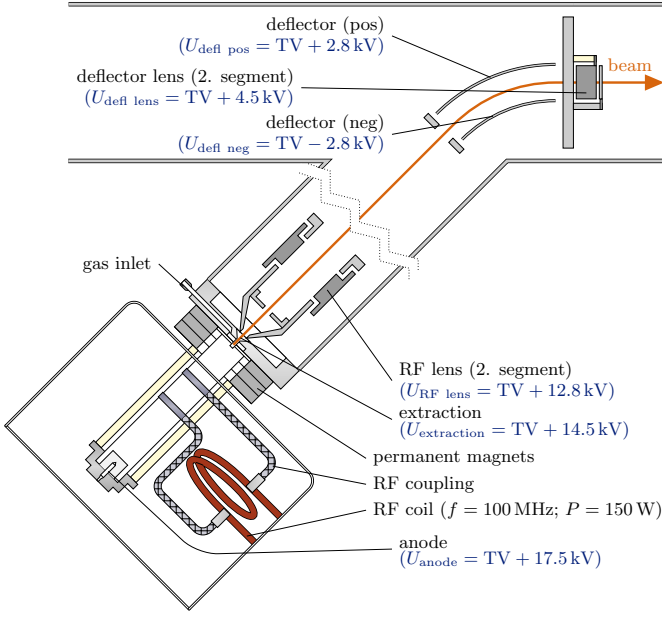 deflector (pos)
(U_defl pos = TV + 2.8 kV)
deflector lens (2. segment)
(U_defl lens = TV + 4.5 kV)
beam
deflector (neg)
(U_defl neg = TV − 2.8 kV)
gas inlet
RF lens (2. segment)
(U_RF lens = TV + 12.8 kV)
extraction
(U_extraction = TV + 14.5 kV)
permanent magnets
RF coupling
RF coil (f = 100 MHz; P = 150 W)
anode
(U_anode = TV + 17.5 kV)